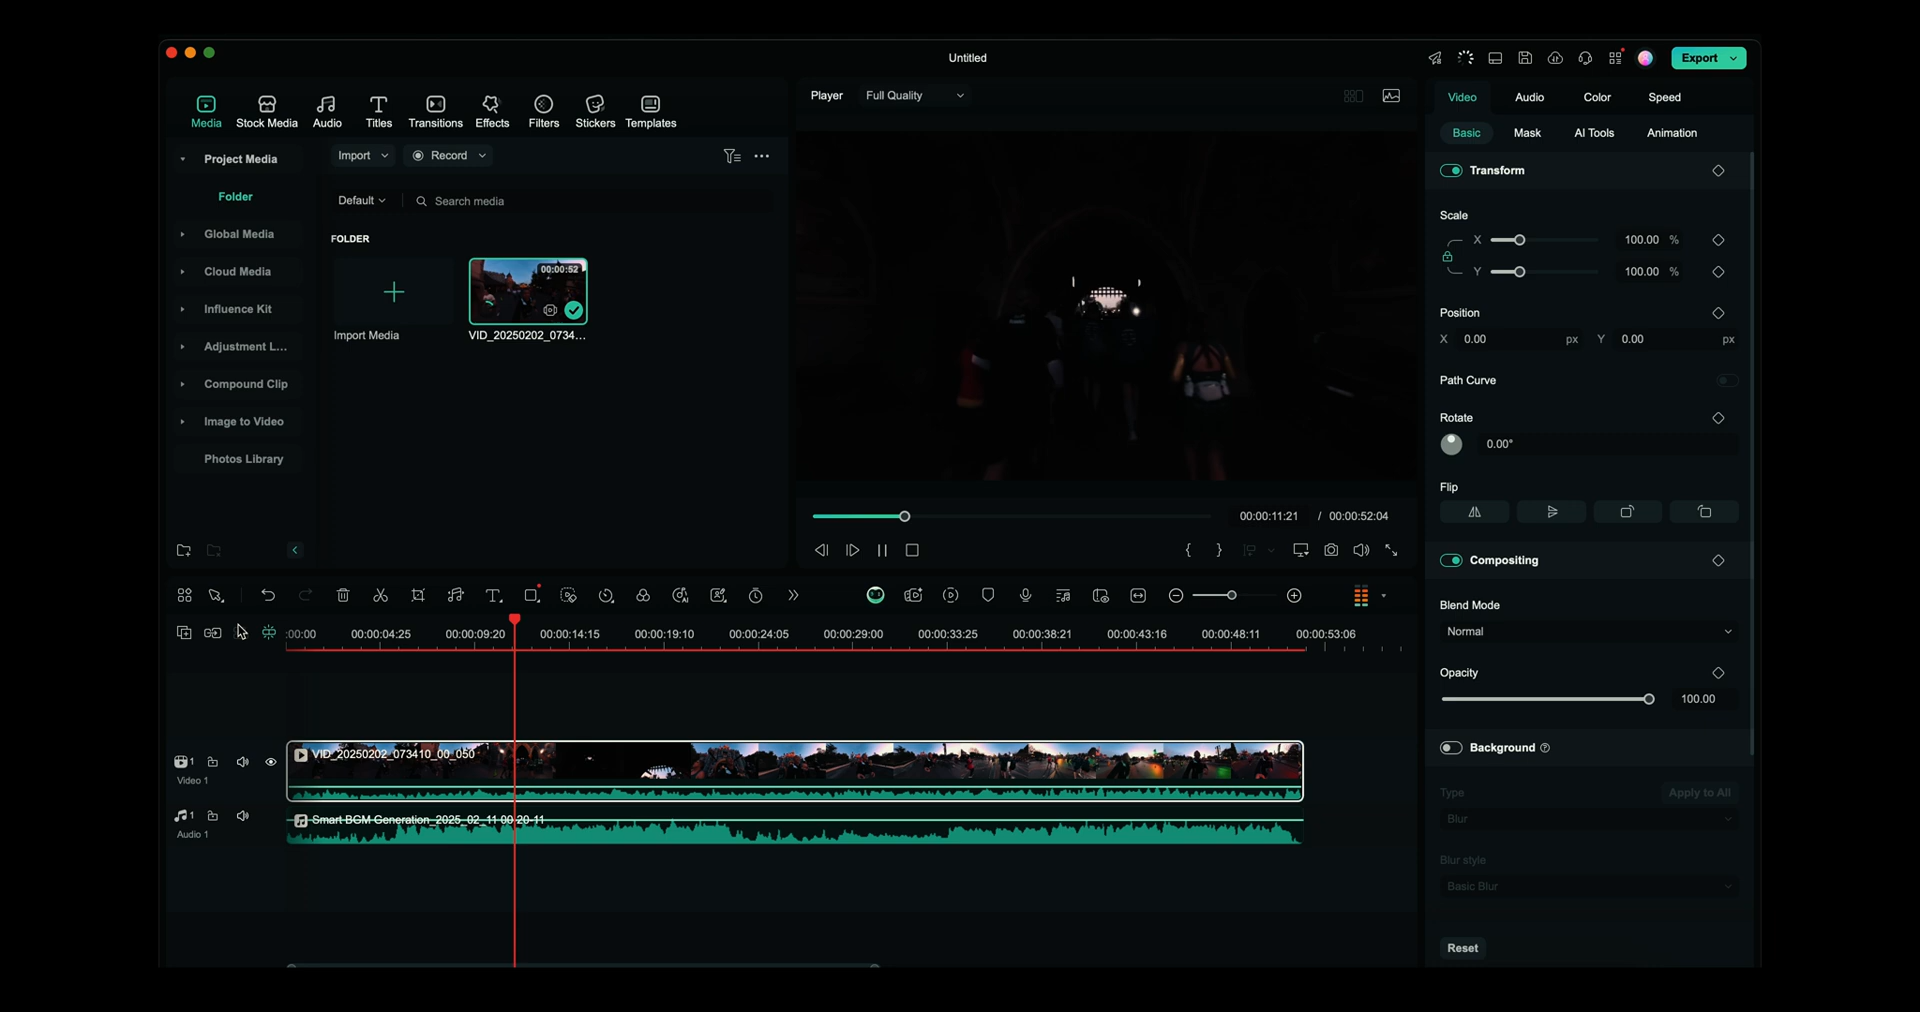 Untitled
Export
Media
Stock Media
Audio
Titles
Transitions
Effects
Filters
Stickers
Templates
Player
Full Quality
Video
Audio
Color
Speed
Basic
Mask
AI Tools
Animation
Project Media
Folder
Global Media
Cloud Media
Influence Kit
Adjustment L...
Compound Clip
Image to Video
Photos Library
Import
Record
Default
Search media
FOLDER
Import Media
00:00:52
VID_20250202_0734...
00:00:11:21 / 00:00:52:04
Transform
Scale
X 100.00 %
Y 100.00 %
Position
X 0.00 px Y 0.00 px
Path Curve
Rotate
0.00°
Flip
Compositing
Blend Mode
Normal
Opacity
100.00
Background
Type
Apply to All
Blur
Blur style
Basic Blur
Reset
:00:00 00:00:04:25 00:00:09:20 00:00:14:15 00:00:19:10 00:00:24:05 00:00:29:00 00:00:33:25 00:00:38:21 00:00:43:16 00:00:48:11 00:00:53:06
1
Video 1
VID_20250202_073410_00_050
1
Audio 1
Smart BGM Generation_2025_02_11 00-20-11